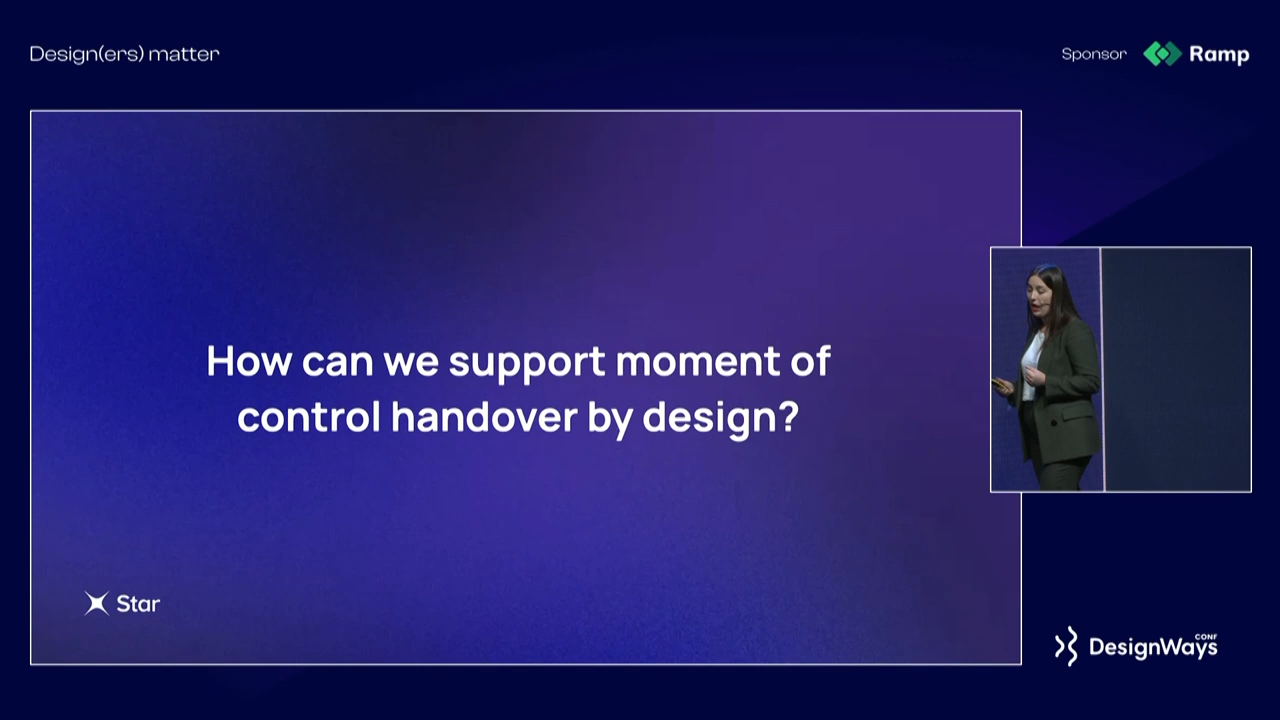 Design(ers) matter
Sponsor Ramp
How can we support moment of
control handover by design?
Star
DesignWays CONF